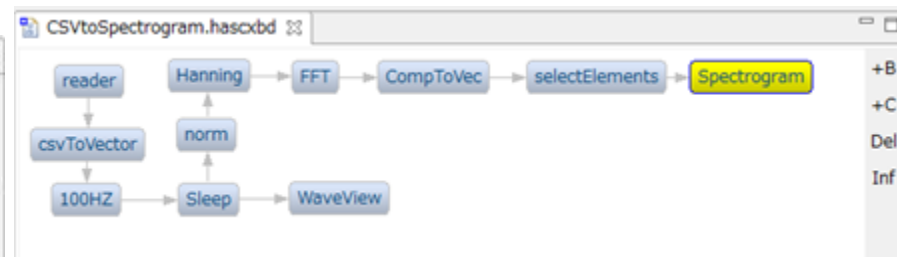 CSVtoSpectrogram.hascxbd
reader
Hanning
FFT
CompToVec
selectElements
Spectrogram
csvToVector
norm
100HZ
Sleep
WaveView
+B
+C
Del
Inf